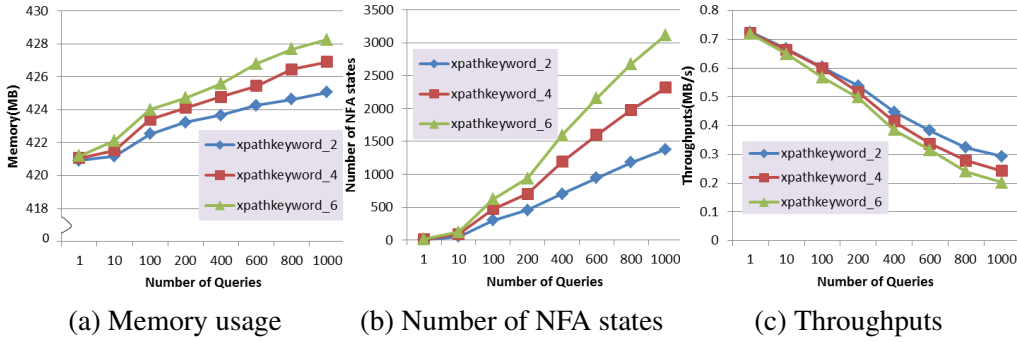 430
428
426
424
422
420
418
0
Memory(MB)
xpathkeyword_2
xpathkeyword_4
xpathkeyword_6
1 10 100 200 400 600 800 1000
Number of Queries
(a) Memory usage
3500
3000
2500
2000
1500
1000
500
0
Number of NFA states
xpathkeyword_2
xpathkeyword_4
xpathkeyword_6
1 10 100 200 400 600 800 1000
Number of Queries
(b) Number of NFA states
0.8
0.7
0.6
0.5
0.4
0.3
0.2
0.1
0
Throughputs(MB/s)
xpathkeyword_2
xpathkeyword_4
xpathkeyword_6
1 10 100 200 400 600 800 1000
Number of Queries
(c) Throughputs